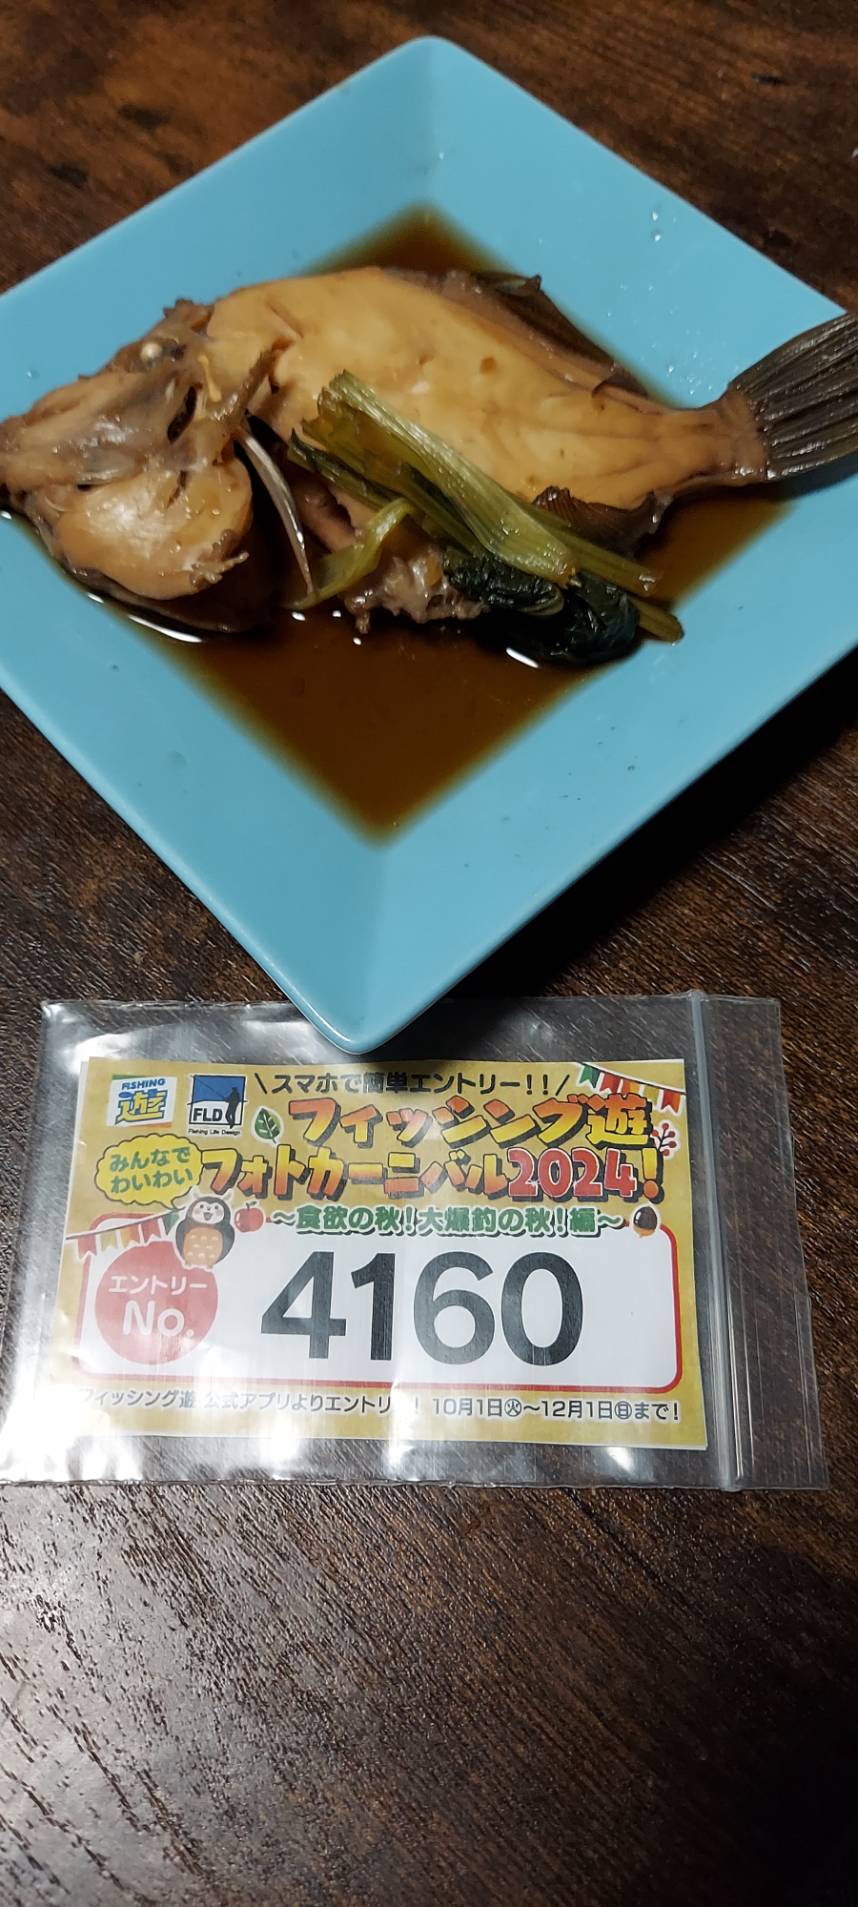 FISHING
遊
FLD
Fishing Life Design
\スマホで簡単エントリー!!/
フィッシング遊
みんなで
わいわい
フォトカーニバル2024!
～食欲の秋!大爆釣の秋!編～
エントリー
No.
4160
フィッシング遊 公式アプリよりエントリー! 10月1日㊋～12月1日㊐まで!